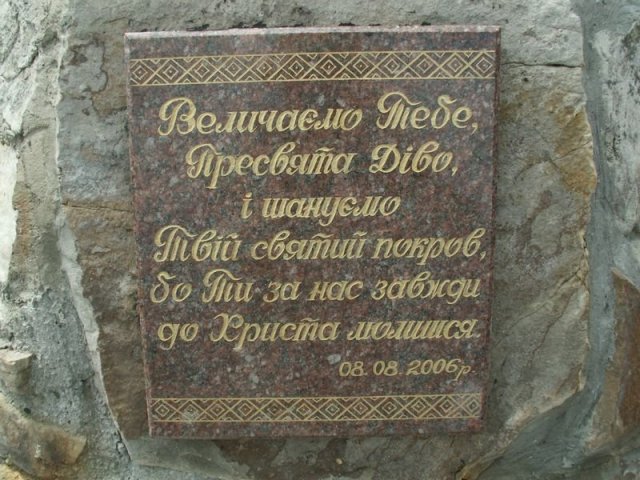 Величаємо Тебе,
Пресвята Діво,
і шануємо
Твій святий покров,
бо Ти за нас завжди
до Христа молишся.
08. 08. 2006р.